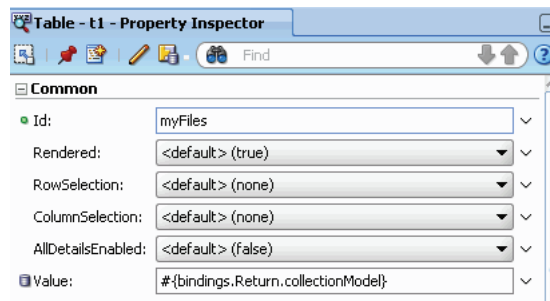 Table - t1 - Property Inspector
Find
Common
Id: myFiles
Rendered: <default> (true)
RowSelection: <default> (none)
ColumnSelection: <default> (none)
AllDetailsEnabled: <default> (false)
Value: #{bindings.Return.collectionModel}